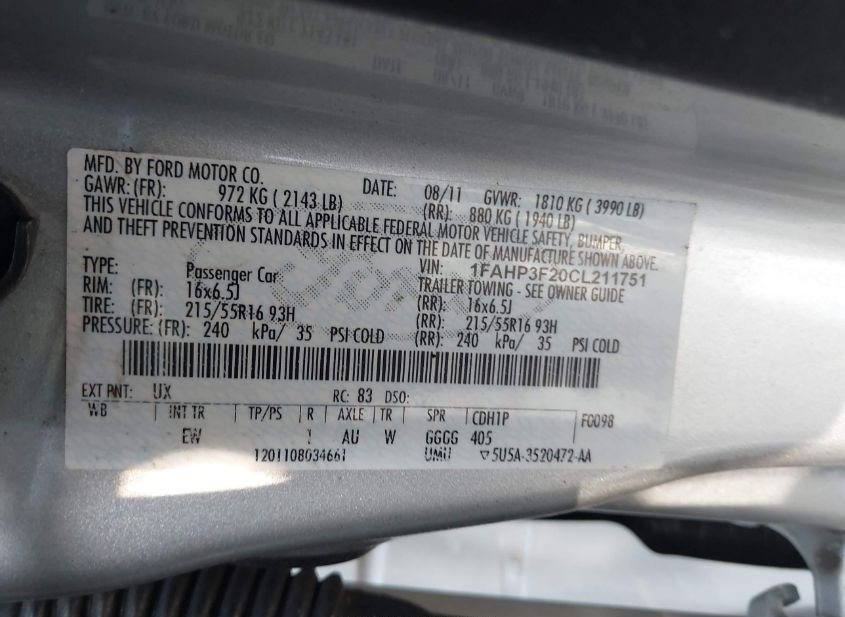 MFD. BY FORD MOTOR CO. DATE: 08/11 GVWR: 1810 KG ( 3990 LB)
GAWR: (FR): 972 KG ( 2143 LB) (RR): 880 KG ( 1940 LB)
THIS VEHICLE CONFORMS TO ALL APPLICABLE FEDERAL MOTOR VEHICLE SAFETY, BUMPER,
AND THEFT PREVENTION STANDARDS IN EFFECT ON THE DATE OF MANUFACTURE SHOWN ABOVE.
VIN: 1FAHP3F20CL211751
TYPE: Passenger Car TRAILER TOWING - SEE OWNER GUIDE
RIM: (FR): 16x6.5J (RR): 16x6.5J
TIRE: (FR): 215/55R16 93H (RR): 215/55R16 93H
PRESSURE: (FR): 240 kPa/ 35 PSI COLD (RR): 240 kPa/ 35 PSI COLD
EXT PNT: UX RC: 83 DSO:
WB INT TR TP/PS R AXLE TR SPR CDH1P F0098
EW 1 AU W GGGG 405
1201108034661 ▽5U5A-3520472-AA